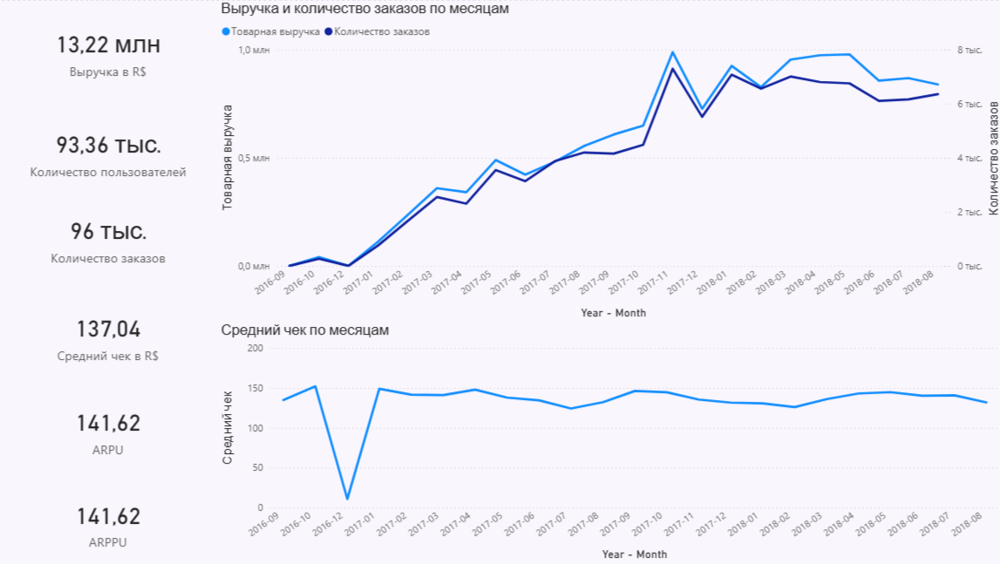 13,22 млн
Выручка в R$
93,36 тыс.
Количество пользователей
96 тыс.
Количество заказов
137,04
Средний чек в R$
141,62
ARPU
141,62
ARPPU
Выручка и количество заказов по месяцам
Товарная выручка Количество заказов
Товарная выручка
1,0 млн
0,5 млн
0,0 млн
8 тыс.
6 тыс.
4 тыс.
2 тыс.
0 тыс.
Количество заказов
2016-09 2016-10 2016-12 2017-01 2017-02 2017-03 2017-04 2017-05 2017-06 2017-07 2017-08 2017-09 2017-10 2017-11 2017-12 2018-01 2018-02 2018-03 2018-04 2018-05 2018-06 2018-07 2018-08
Year - Month
Средний чек по месяцам
Средний чек
200
150
100
50
0
2016-09 2016-10 2016-12 2017-01 2017-02 2017-03 2017-04 2017-05 2017-06 2017-07 2017-08 2017-09 2017-10 2017-11 2017-12 2018-01 2018-02 2018-03 2018-04 2018-05 2018-06 2018-07 2018-08
Year - Month